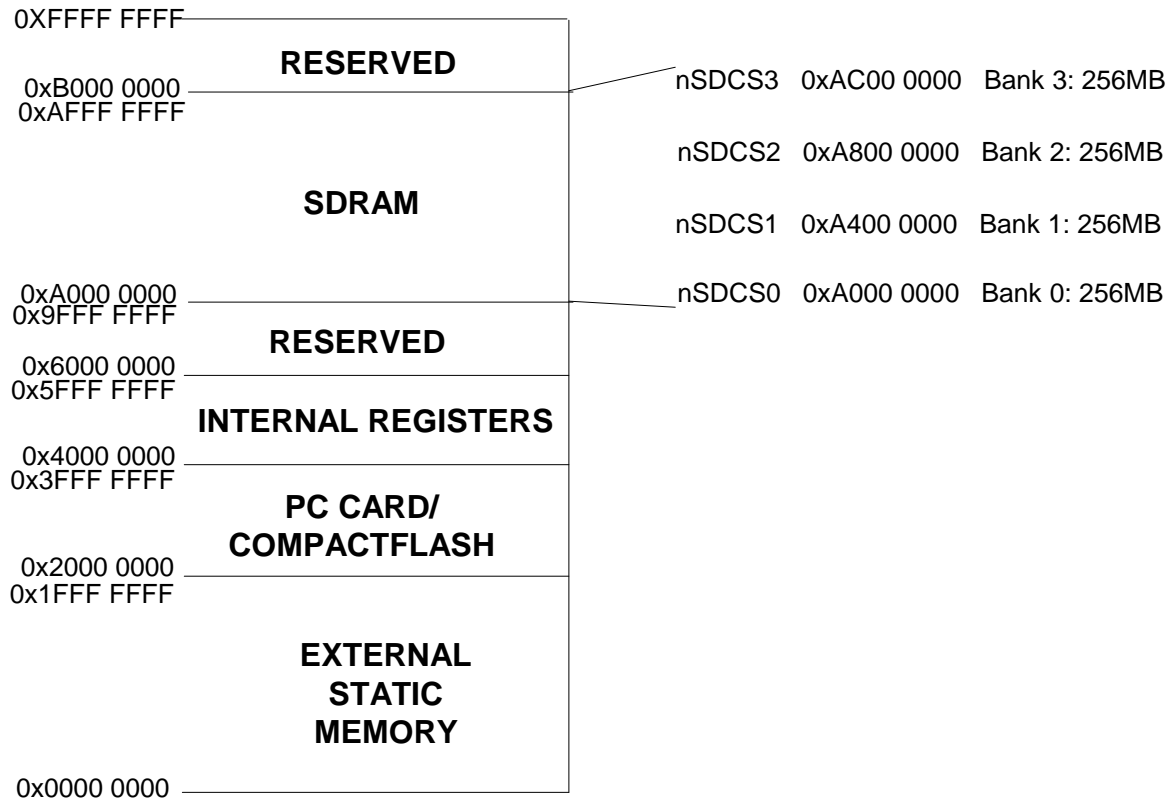 0XFFFF FFFF
RESERVED
0xB000 0000
0xAFFF FFFF
nSDCS3 0xAC00 0000 Bank 3: 256MB
nSDCS2 0xA800 0000 Bank 2: 256MB
SDRAM
nSDCS1 0xA400 0000 Bank 1: 256MB
nSDCS0 0xA000 0000 Bank 0: 256MB
0xA000 0000
0x9FFF FFFF
RESERVED
0x6000 0000
0x5FFF FFFF
INTERNAL REGISTERS
0x4000 0000
0x3FFF FFFF
PC CARD/
COMPACTFLASH
0x2000 0000
0x1FFF FFFF
EXTERNAL
STATIC
MEMORY
0x0000 0000